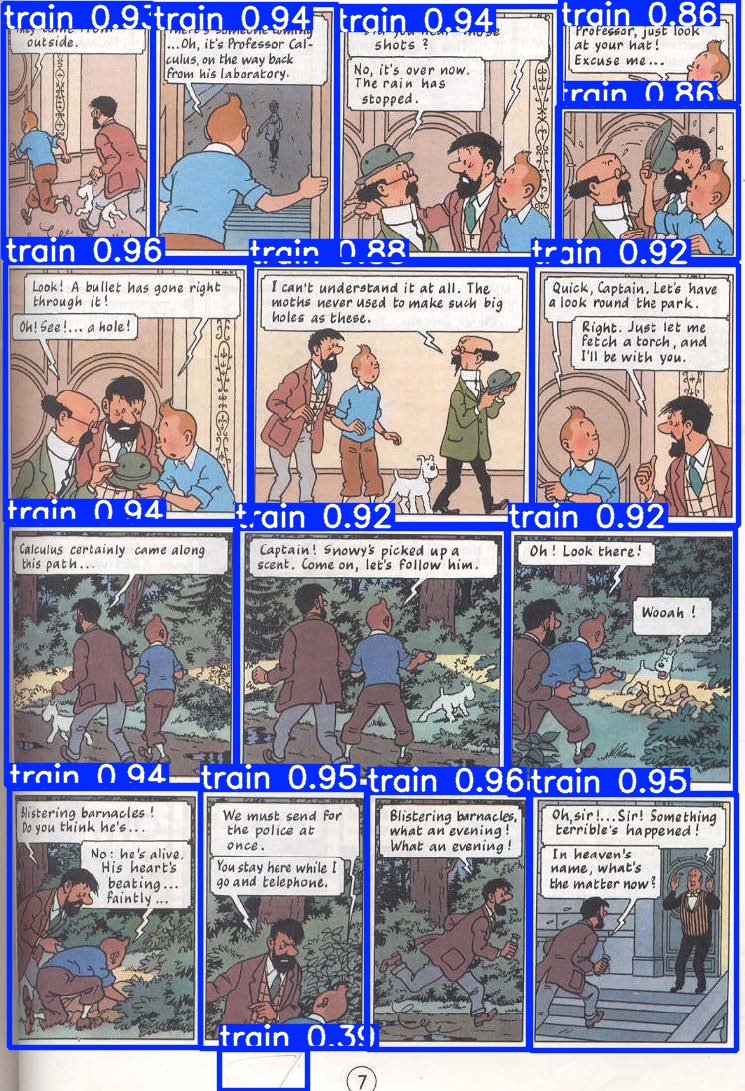 train 0.93
outside.
train 0.94
...Oh, it's Professor Cal-
culus, on the way back
from his laboratory.
train 0.94
shots ?
No, it's over now.
The rain has
stopped.
train 0.86
Professor, just look
at your hat!
Excuse me...
train 0.86
train 0.96
Look! A bullet has gone right
through it!
Oh! See!... a hole!
train 0.88
I can't understand it at all. The
moths never used to make such big
holes as these.
train 0.92
Quick, Captain. Let's have
a look round the park.
Right. Just let me
fetch a torch, and
I'll be with you.
train 0.94
Calculus certainly came along
this path...
train 0.92
Captain! Snowy's picked up a
scent. Come on, let's follow him.
train 0.92
Oh! Look there!
Wooah !
train 0.94
Blistering barnacles !
Do you think he's...
No: he's alive.
His heart's
beating...
faintly...
train 0.95
We must send for
the police at
once.
You stay here while I
go and telephone.
train 0.96
Blistering barnacles,
what an evening!
What an evening!
train 0.95
Oh, sir!...Sir! Something
terrible's happened!
In heaven's
name, what's
the matter now?
train 0.39
7